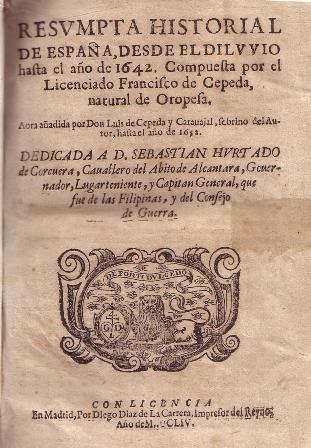 RESVMPTA HISTORIAL
DE ESPAÑA, DESDE EL DILVVIO
hasta el año de 1642. Compuesta por el
Licenciado Francisco de Cepeda,
natural de Oropesa.
Aora añadida por Don Luis de Cepeda y Carauajal, sobrino del Au-
tor, hasta el año de 1652.
DEDICADA A D. SEBASTIAN HVRTADO
de Corcuera, Cauallero del Abito de Alcantara, Gouer-
nador, Lugarteniente, y Capitan General, que
fue de las Filipinas, y del Consejo
de Guerra.
DE FORTI DVLCEDO
G D
CON LICENCIA
En Madrid, Por Diego Diaz de La Carrera, Impresor del Reyno,
Año de M. CLIV.